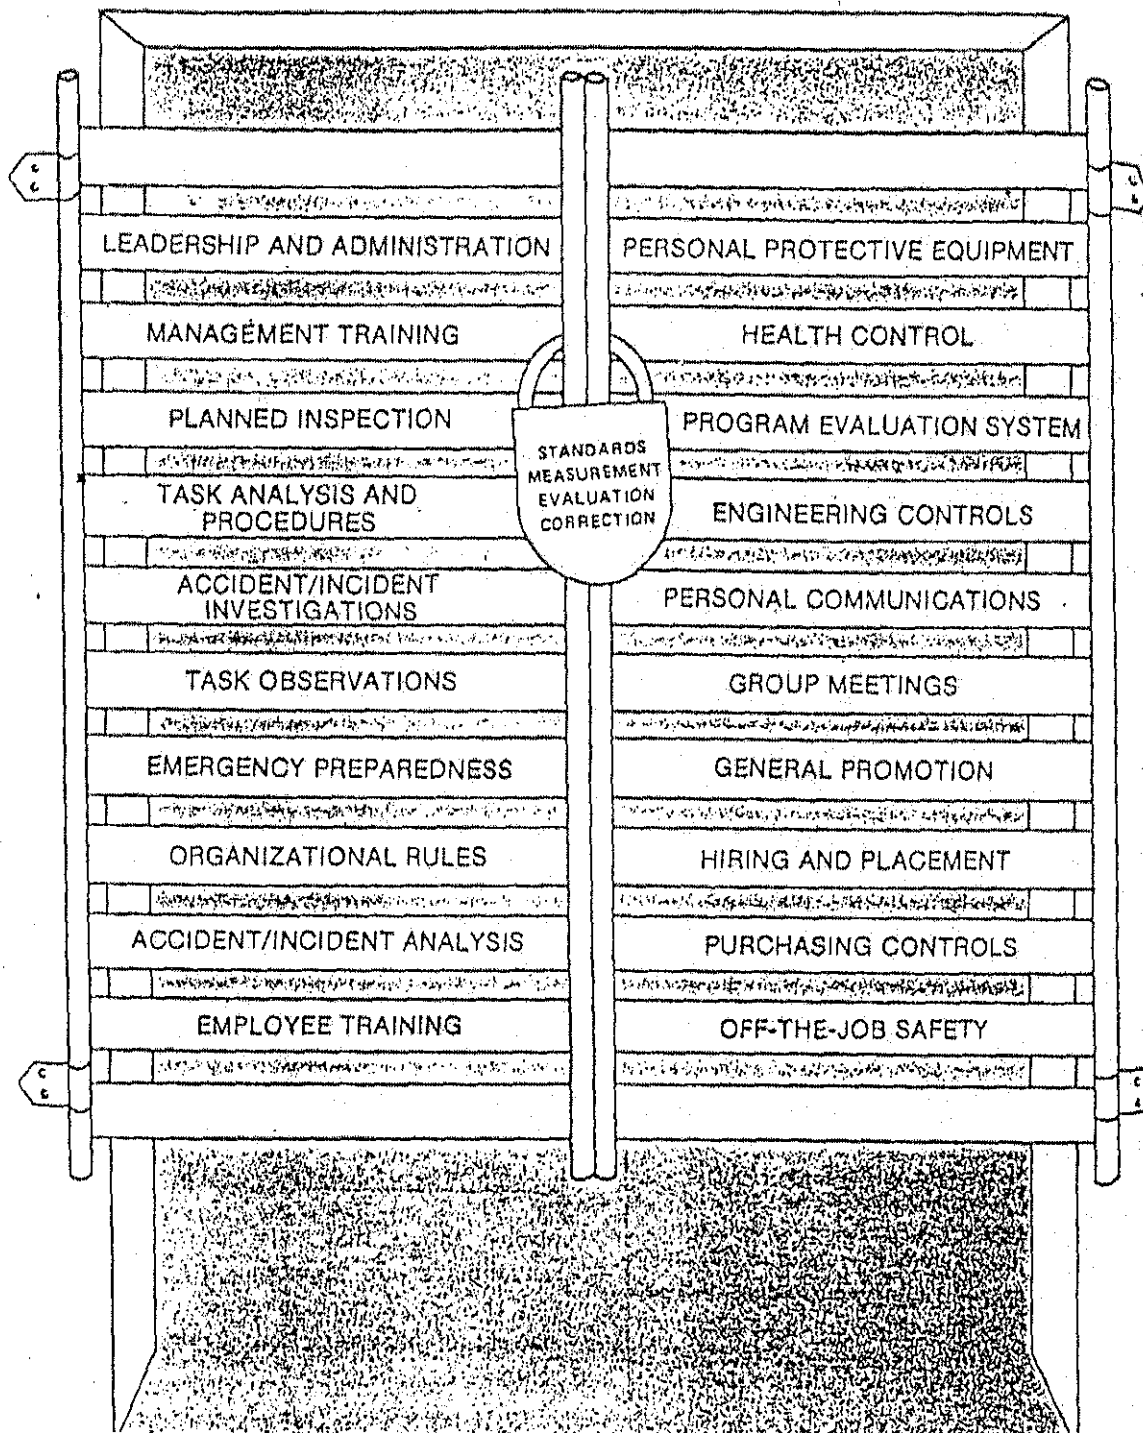 LEADERSHIP AND ADMINISTRATION
MANAGEMENT TRAINING
PLANNED INSPECTION
TASK ANALYSIS AND
PROCEDURES
ACCIDENT/INCIDENT
INVESTIGATIONS
TASK OBSERVATIONS
EMERGENCY PREPAREDNESS
ORGANIZATIONAL RULES
ACCIDENT/INCIDENT ANALYSIS
EMPLOYEE TRAINING
STANDARDS
MEASUREMENT
EVALUATION
CORRECTION
PERSONAL PROTECTIVE EQUIPMENT
HEALTH CONTROL
PROGRAM EVALUATION SYSTEM
ENGINEERING CONTROLS
PERSONAL COMMUNICATIONS
GROUP MEETINGS
GENERAL PROMOTION
HIRING AND PLACEMENT
PURCHASING CONTROLS
OFF-THE-JOB SAFETY